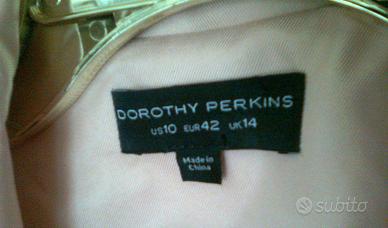 DOROTHY PERKINS
US10 EUR42 UK14
Made in
China
subito